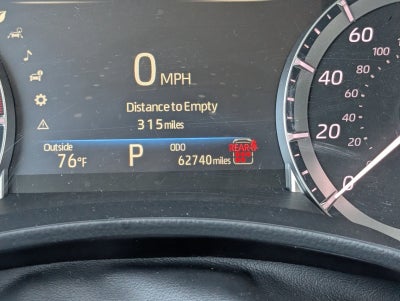 0 MPH
Distance to Empty
315 miles
Outside
76°F
P
ODO
62740 miles
REAR
60
40
20
0
100
80
60
40
20